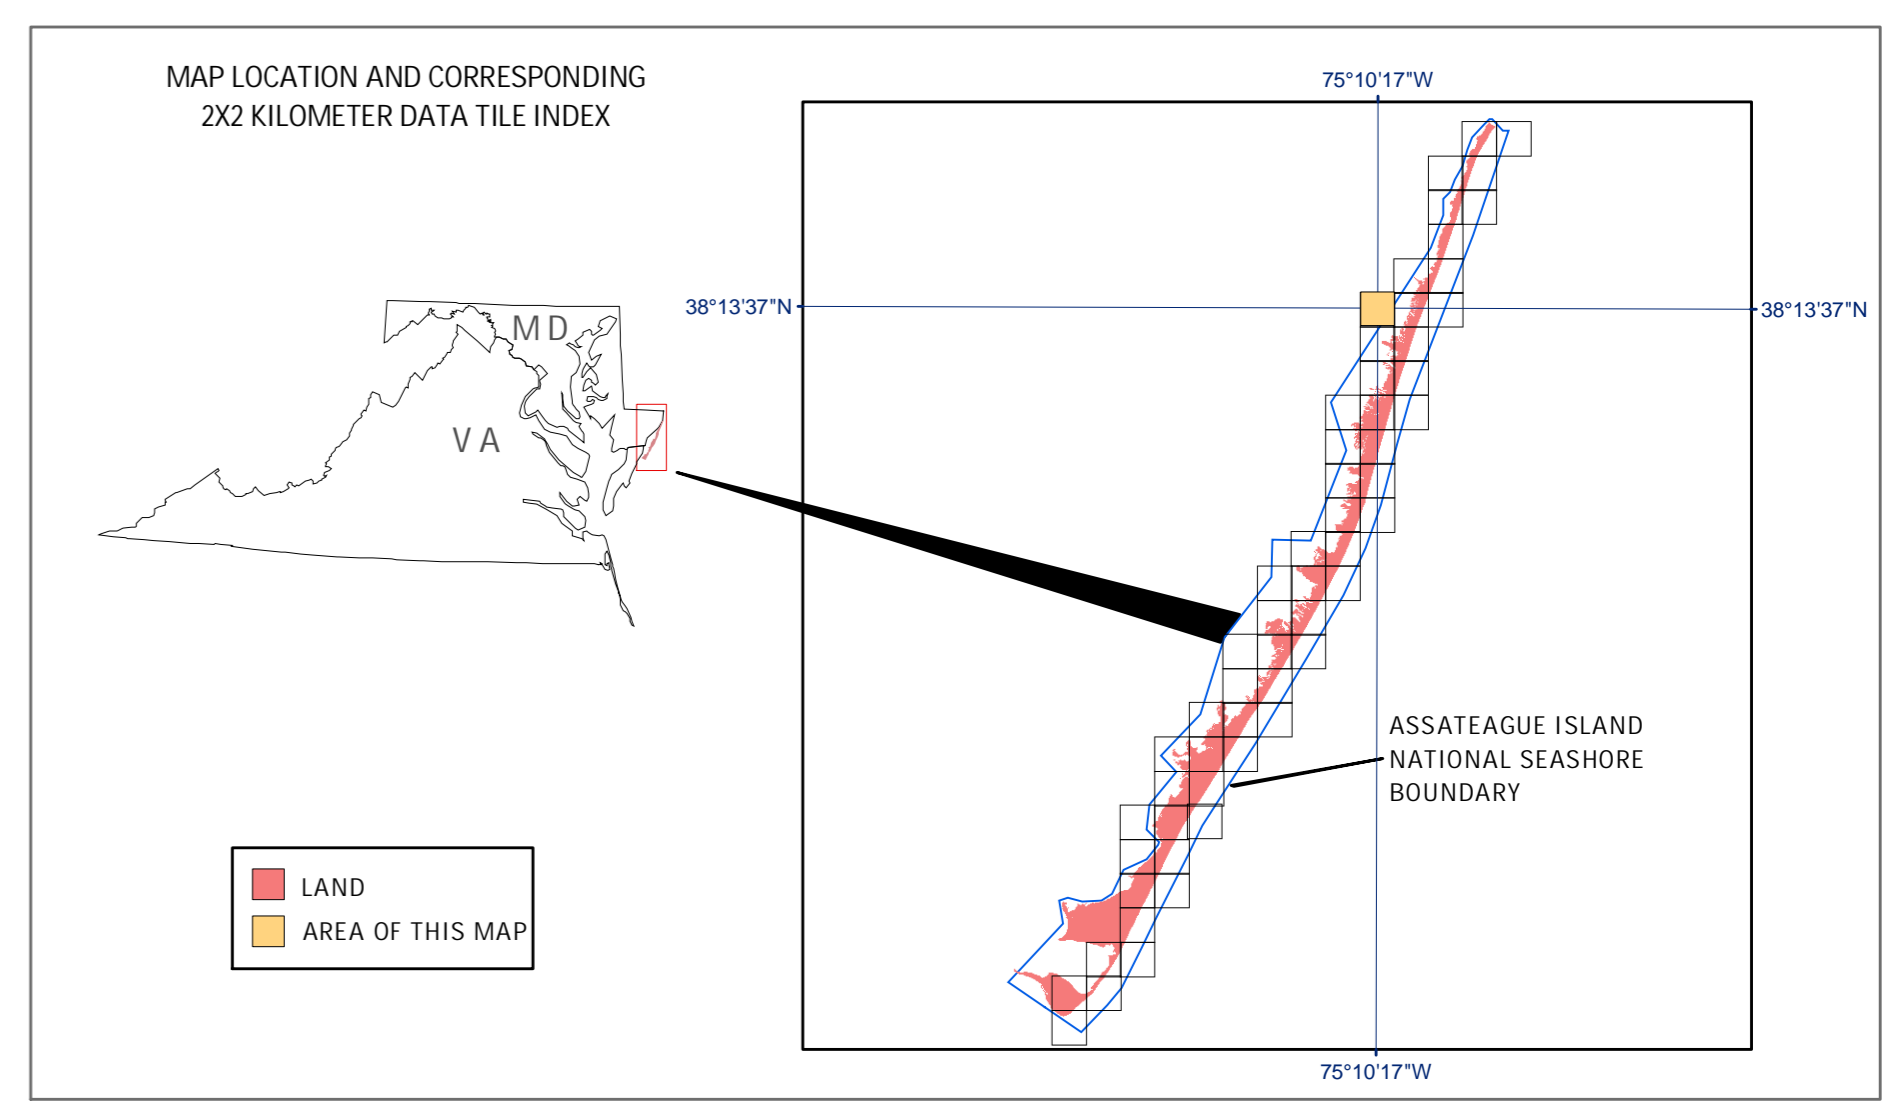 MAP LOCATION AND CORRESPONDING
2X2 KILOMETER DATA TILE INDEX
75°10'17"W
38°13'37"N
38°13'37"N
MD
VA
ASSATEAGUE ISLAND
NATIONAL SEASHORE
BOUNDARY
LAND
AREA OF THIS MAP
75°10'17"W